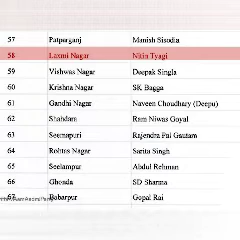 57 Patparganj Manish Sisodia
58 Laxmi Nagar Nitin Tyagi
59 Vishwas Nagar Deepak Singla
60 Krishna Nagar SK Bagga
61 Gandhi Nagar Naveen Choudhary (Deepu)
62 Shahdara Ram Niwas Goyal
63 Seemapuri Rajendra Pal Gautam
64 Rohtas Nagar Sarita Singh
65 Seelampur Abdul Rehman
66 Ghonda SD Sharma
67 Babarpur Gopal Rai